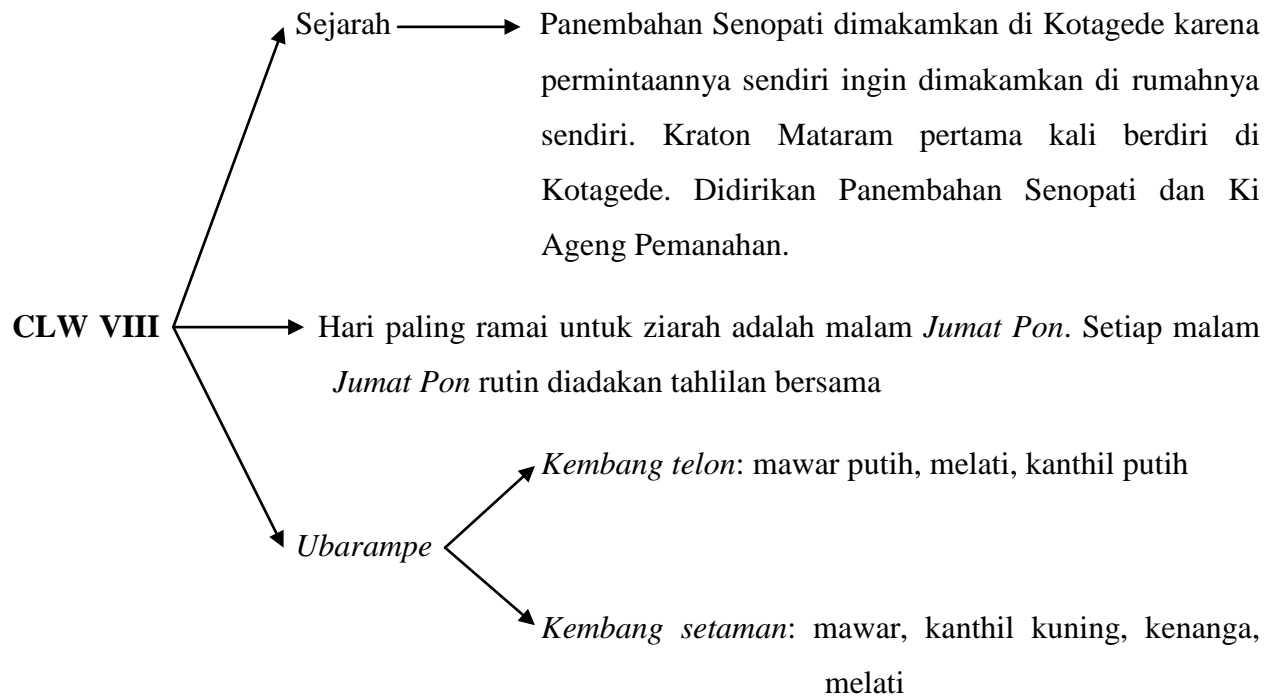 Sejarah Panembahan Senopati dimakamkan di Kotagede karena
permintaannya sendiri ingin dimakamkan di rumahnya
sendiri. Kraton Mataram pertama kali berdiri di
Kotagede. Didirikan Panembahan Senopati dan Ki
Ageng Pemanahan.
CLW VIII Hari paling ramai untuk ziarah adalah malam Jumat Pon. Setiap malam
Jumat Pon rutin diadakan tahlilan bersama
Kembang telon: mawar putih, melati, kanthil putih
Ubarampe
Kembang setaman: mawar, kanthil kuning, kenanga,
melati